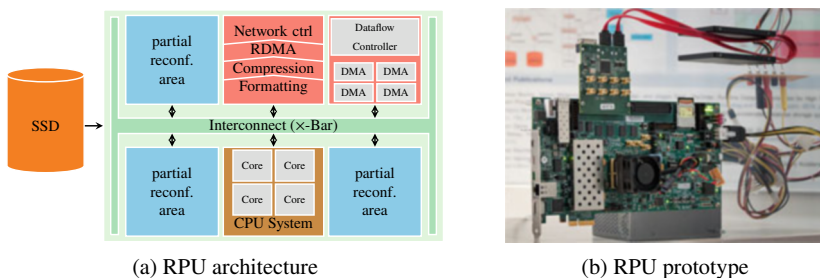 SSD
partial
reconf.
area
Network ctrl
RDMA
Compression
Formatting
Dataflow
Controller
DMA DMA
DMA DMA
Interconnect (×-Bar)
partial
reconf.
area
Core Core
Core Core
CPU System
partial
reconf.
area
(a) RPU architecture
(b) RPU prototype